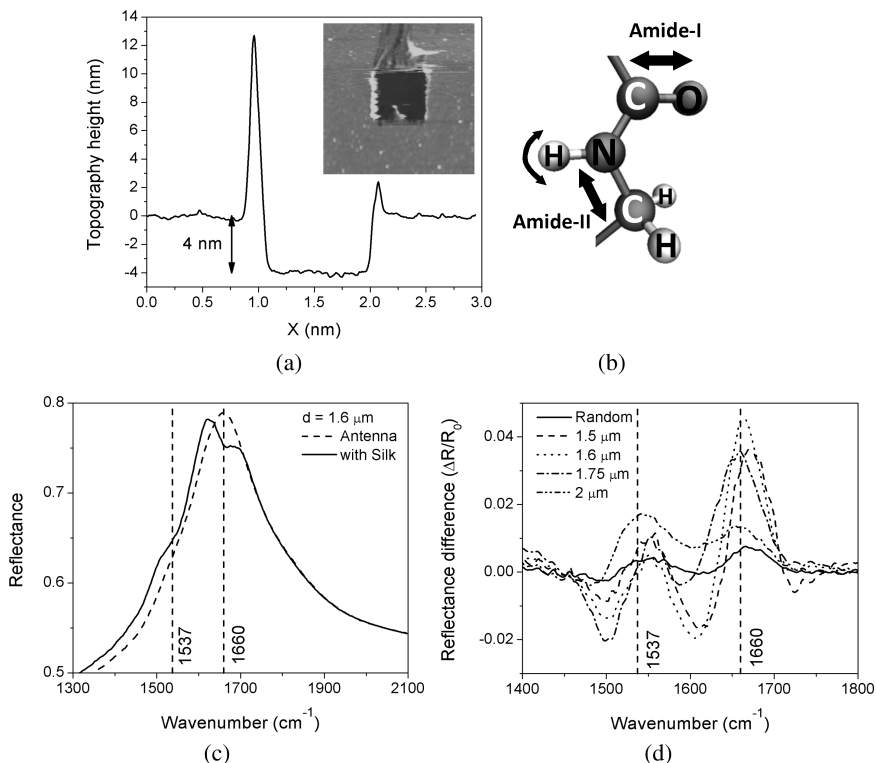 14
12
10
8
6
4
2
0
-2
-4
Topography height (nm)
4 nm
0.0 0.5 1.0 1.5 2.0 2.5 3.0
X (nm)
(a)
Amide-I
C O
H N
Amide-II
C H
H
(b)
0.8
0.7
0.6
0.5
Reflectance
d = 1.6 μm
Antenna
with Silk
1537
1660
1300 1500 1700 1900 2100
Wavenumber (cm-1)
(c)
0.04
0.02
0.00
-0.02
Reflectance difference (ΔR/R0)
Random
1.5 μm
1.6 μm
1.75 μm
2 μm
1537
1660
1400 1500 1600 1700 1800
Wavenumber (cm-1)
(d)